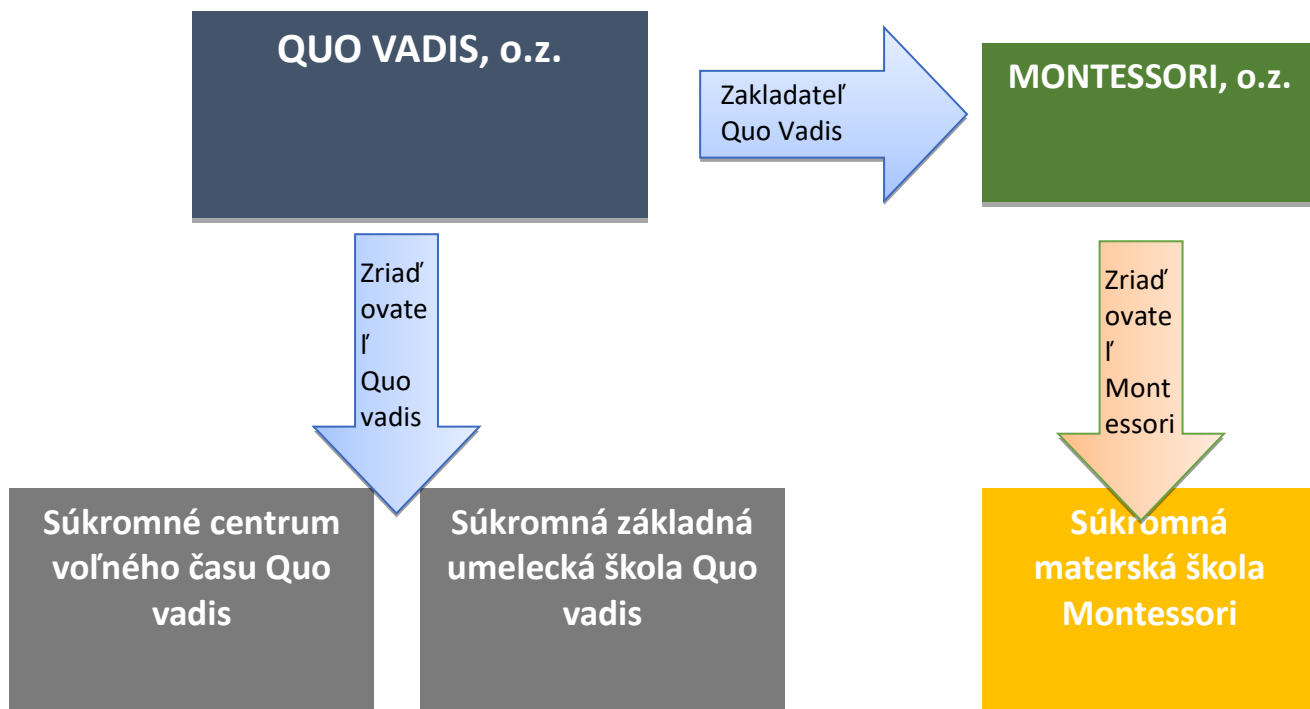 QUO VADIS, o.z.
Zakladateľ
Quo Vadis
MONTESSORI, o.z.
Zriaď
ovate
ľ
Quo
vadis
Zriaď
ovate
ľ
Mont
essori
Súkromné centrum
voľného času Quo
vadis
Súkromná základná
umelecká škola Quo
vadis
Súkromná
materská škola
Montessori